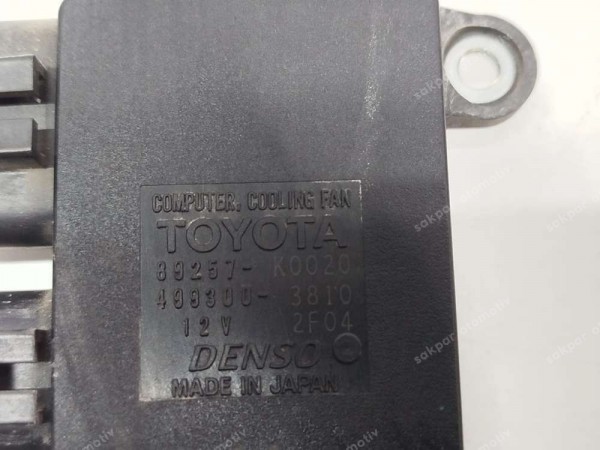 COMPUTER, COOLING FAN
TOYOTA
89257- K0020
499300- 3810
12V 2F04
DENSO
MADE IN JAPAN